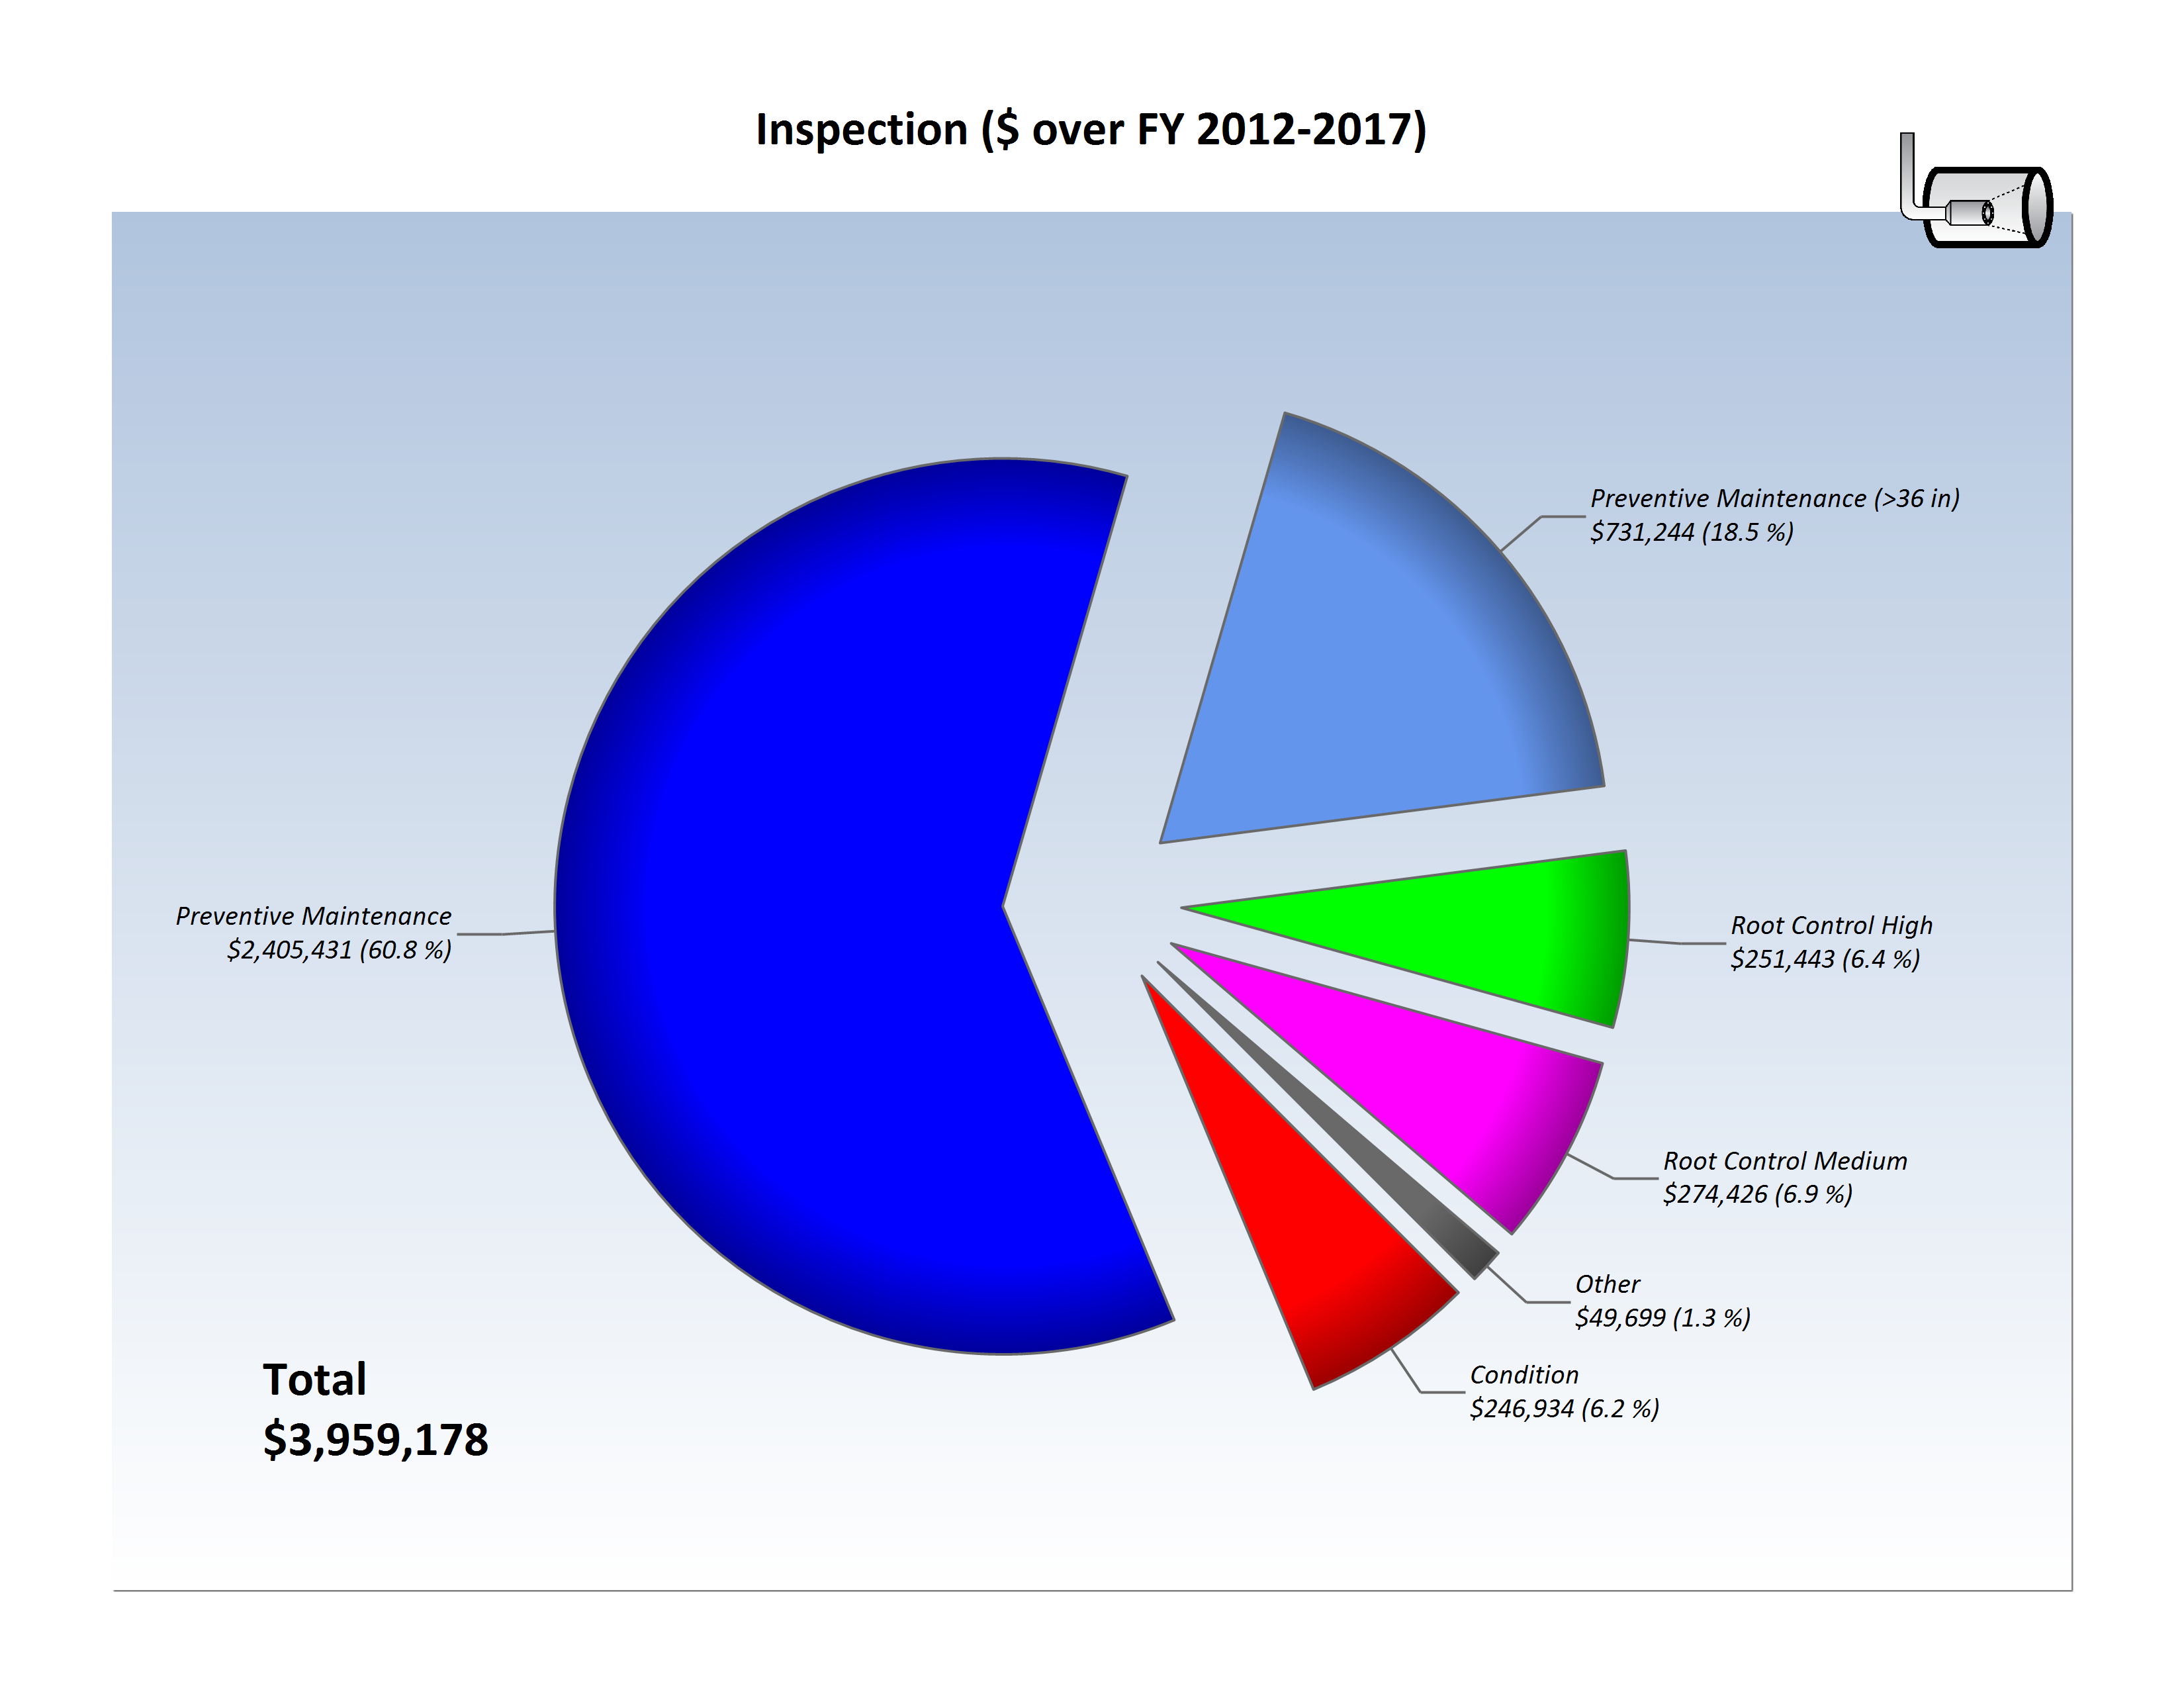 Inspection ($ over FY 2012-2017)
Preventive Maintenance (>36 in)
$731,244 (18.5 %)
Preventive Maintenance
$2,405,431 (60.8 %)
Root Control High
$251,443 (6.4 %)
Root Control Medium
$274,426 (6.9 %)
Other
$49,699 (1.3 %)
Condition
$246,934 (6.2 %)
Total
$3,959,178